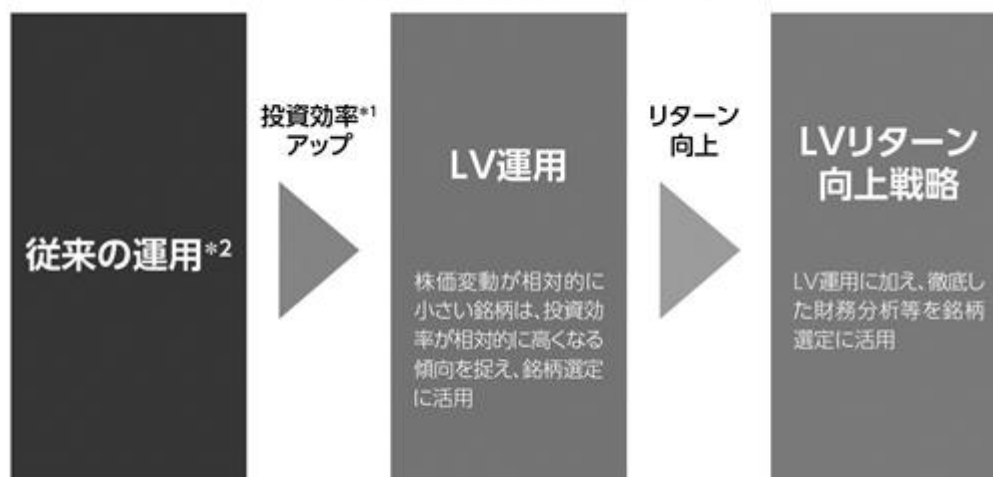 従来の運用*2
投資効率*1
アップ
LV運用
株価変動が相対的に
小さい銘柄は、投資効
率が相対的に高くなる
傾向を捉え、銘柄選定
に活用
リターン
向上
LVリターン
向上戦略
LV運用に加え、徹底し
た財務分析等を銘柄
選定に活用